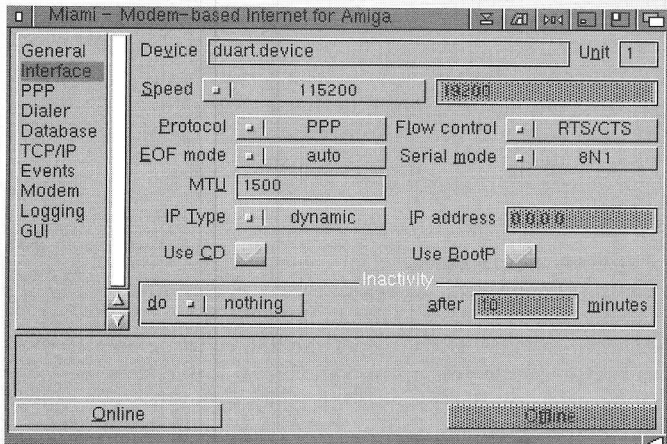 Miami - Modem-based Internet for Amiga
General
Interface
PPP
Dialer
Database
TCP/IP
Events
Modem
Logging
GUI
Device duart.device Unit 1
Speed 115200 19200
Protocol PPP Flow control RTS/CTS
EOF mode auto Serial mode 8N1
MTU 1500
IP Type dynamic IP address 0.0.0.0
Use CD Use BootP
Inactivity
do nothing after 10 minutes
Online Offline